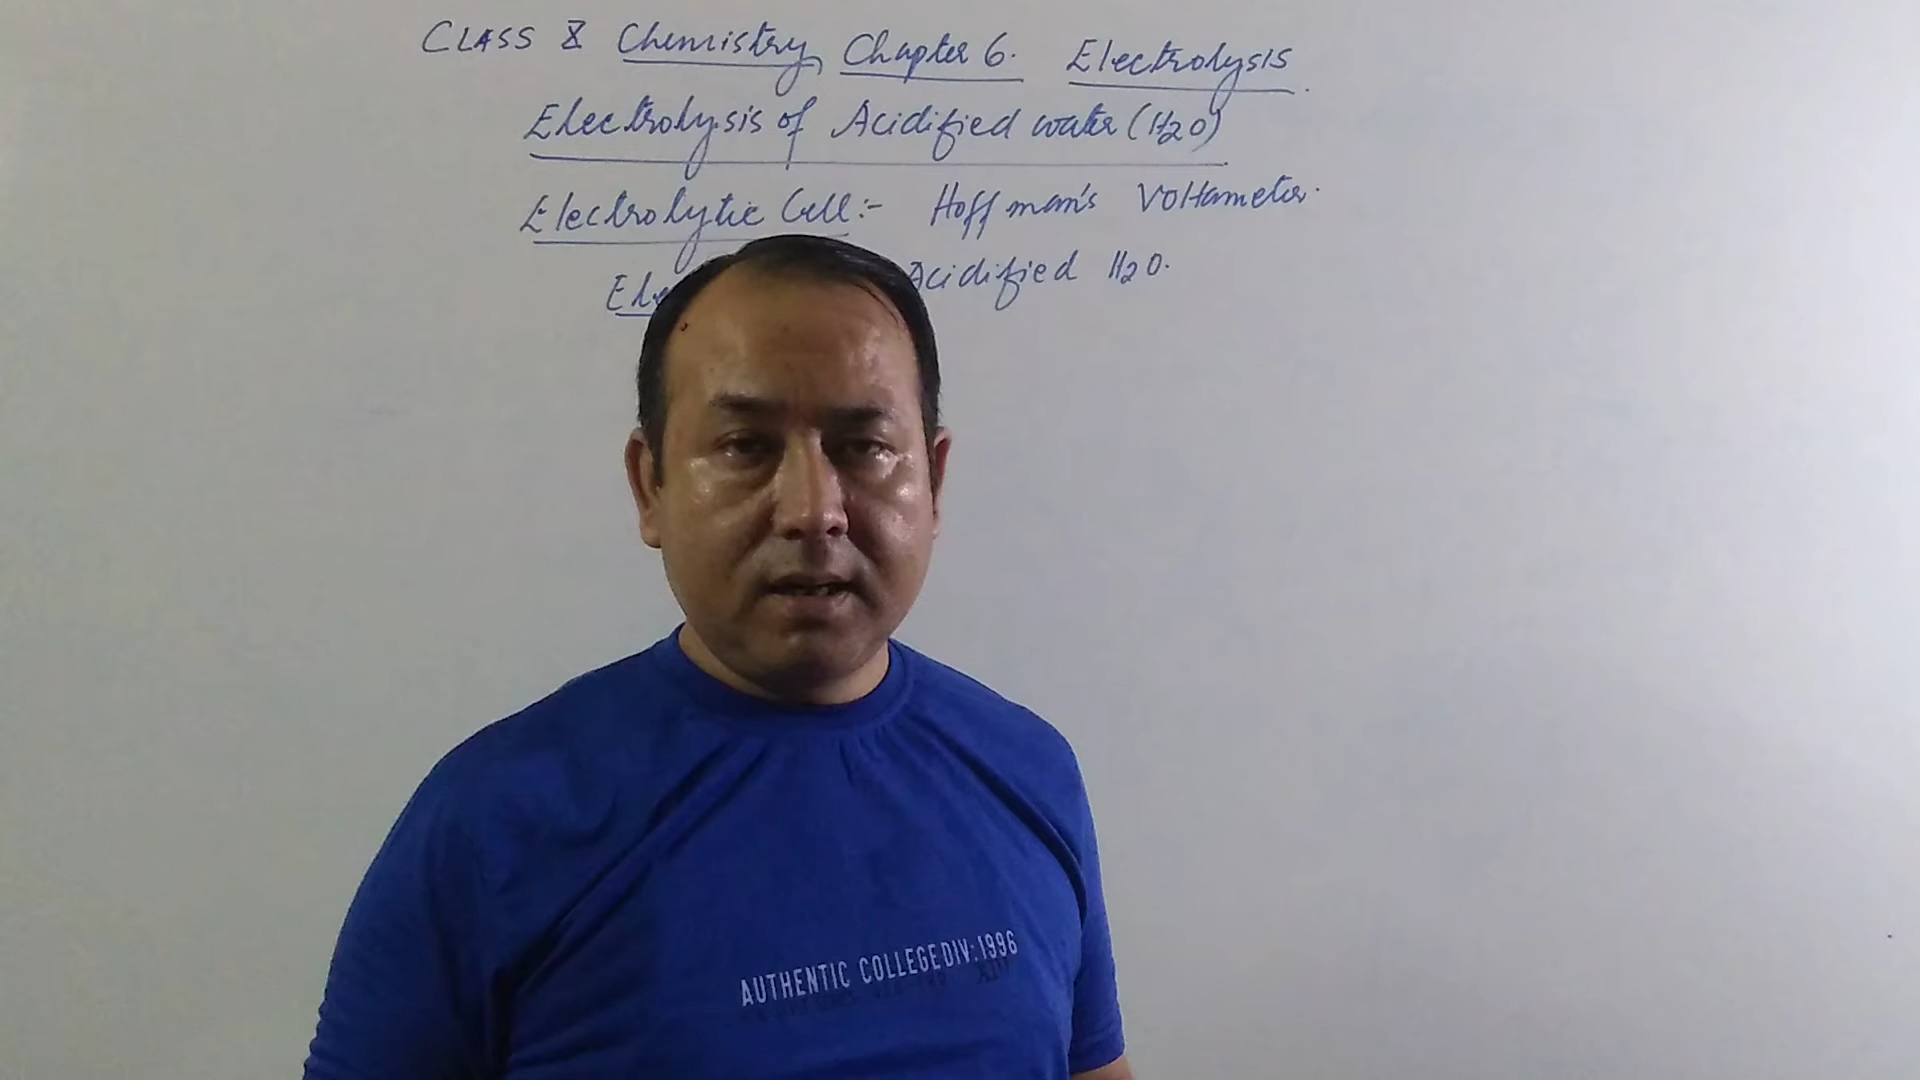 CLASS X Chemistry Chapter 6. Electrolysis.
Electrolysis of Acidified water (H2O)
Electrolytic Cell:- Hoffman's Voltameter.
Acidified H2O.
AUTHENTIC COLLEGE DIV: 1996